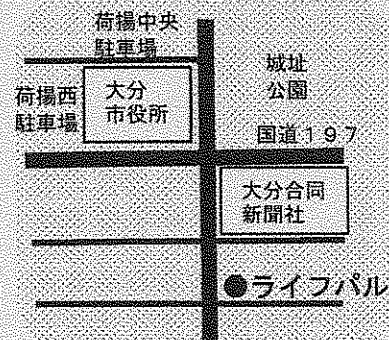 荷揚中央
駐車場
城址
公園
荷揚西
駐車場
大分
市役所
国道197
大分合同
新聞社
●ライフパル